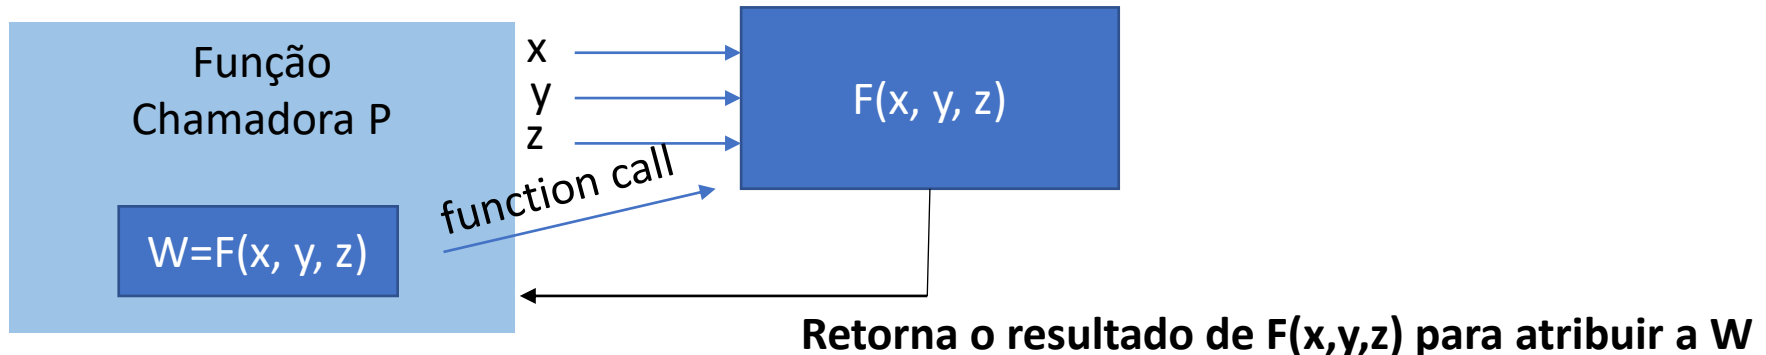 Função
Chamadora P
W=F(x, y, z)
x
y
z
function call
F(x, y, z)
Retorna o resultado de F(x,y,z) para atribuir a W